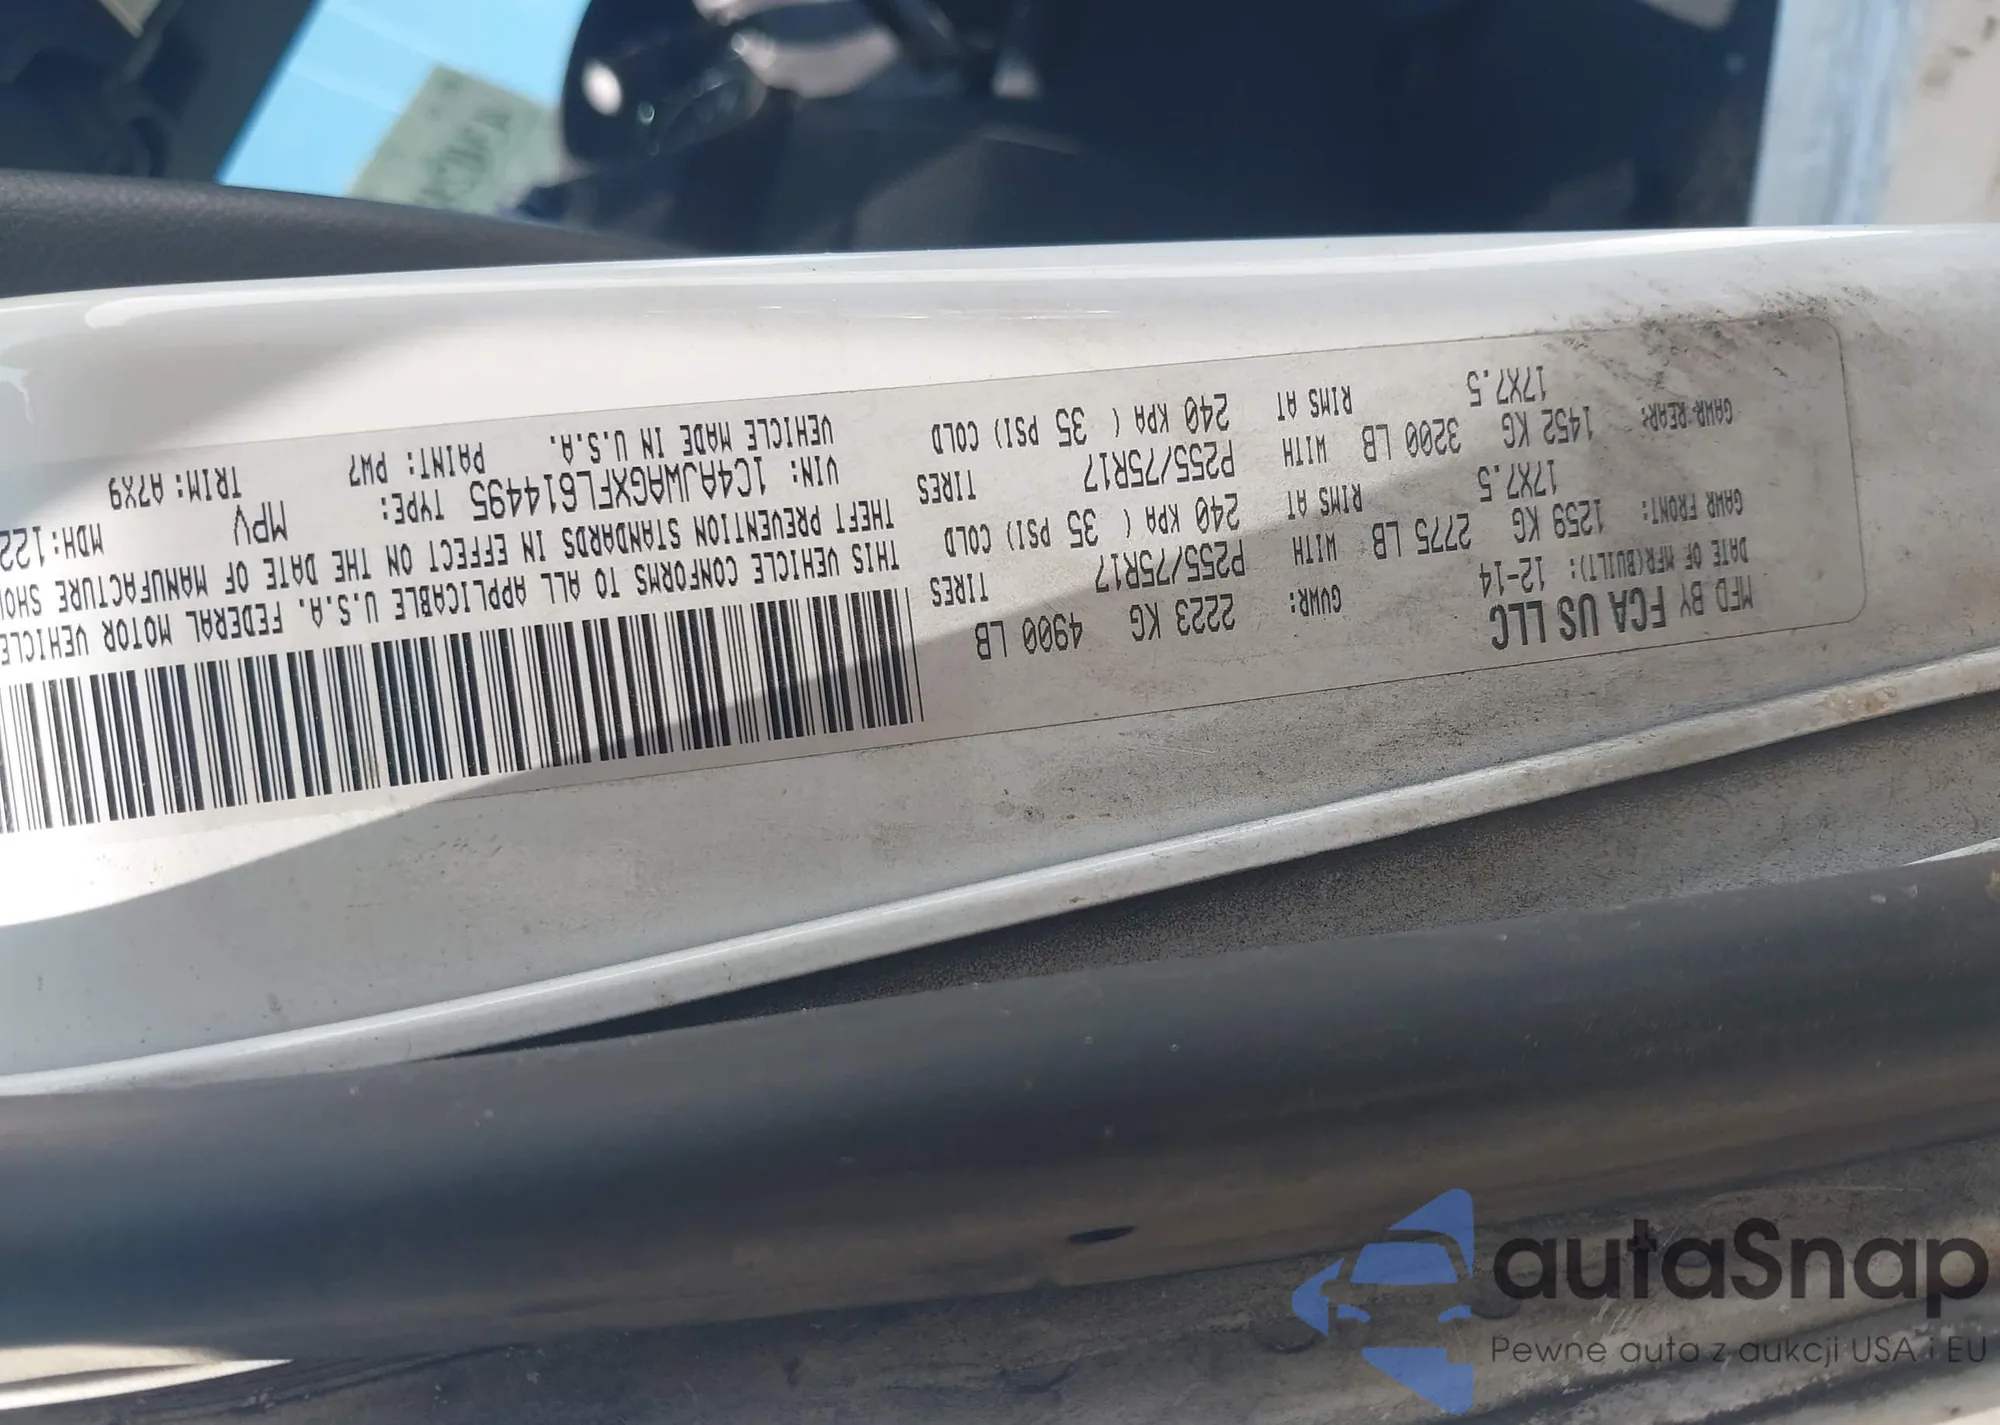 MFD BY FCA US LLC
DATE OF MFR(BUILT): 12-14
GVWR: 2223 KG 4900 LB
GAWR FRONT: 1259 KG 2775 LB WITH P255/75R17 TIRES
17X7.5 RIMS AT 240 KPA ( 35 PSI) COLD
GAWR REAR: 1452 KG 3200 LB WITH P255/75R17 TIRES
17X7.5 RIMS AT 240 KPA ( 35 PSI) COLD
FEDERAL MOTOR VEHICLE
THIS VEHICLE CONFORMS TO ALL APPLICABLE U.S.A.
THEFT PREVENTION STANDARDS IN EFFECT ON THE DATE OF MANUFACTURE
VIN: 1C4AJWAGXFL614495 TYPE: MPV MDH:122
VEHICLE MADE IN U.S.A. PAINT: PW7 TRIM: A7X9
autaSnap
Pewne auta z aukcji USA i EU